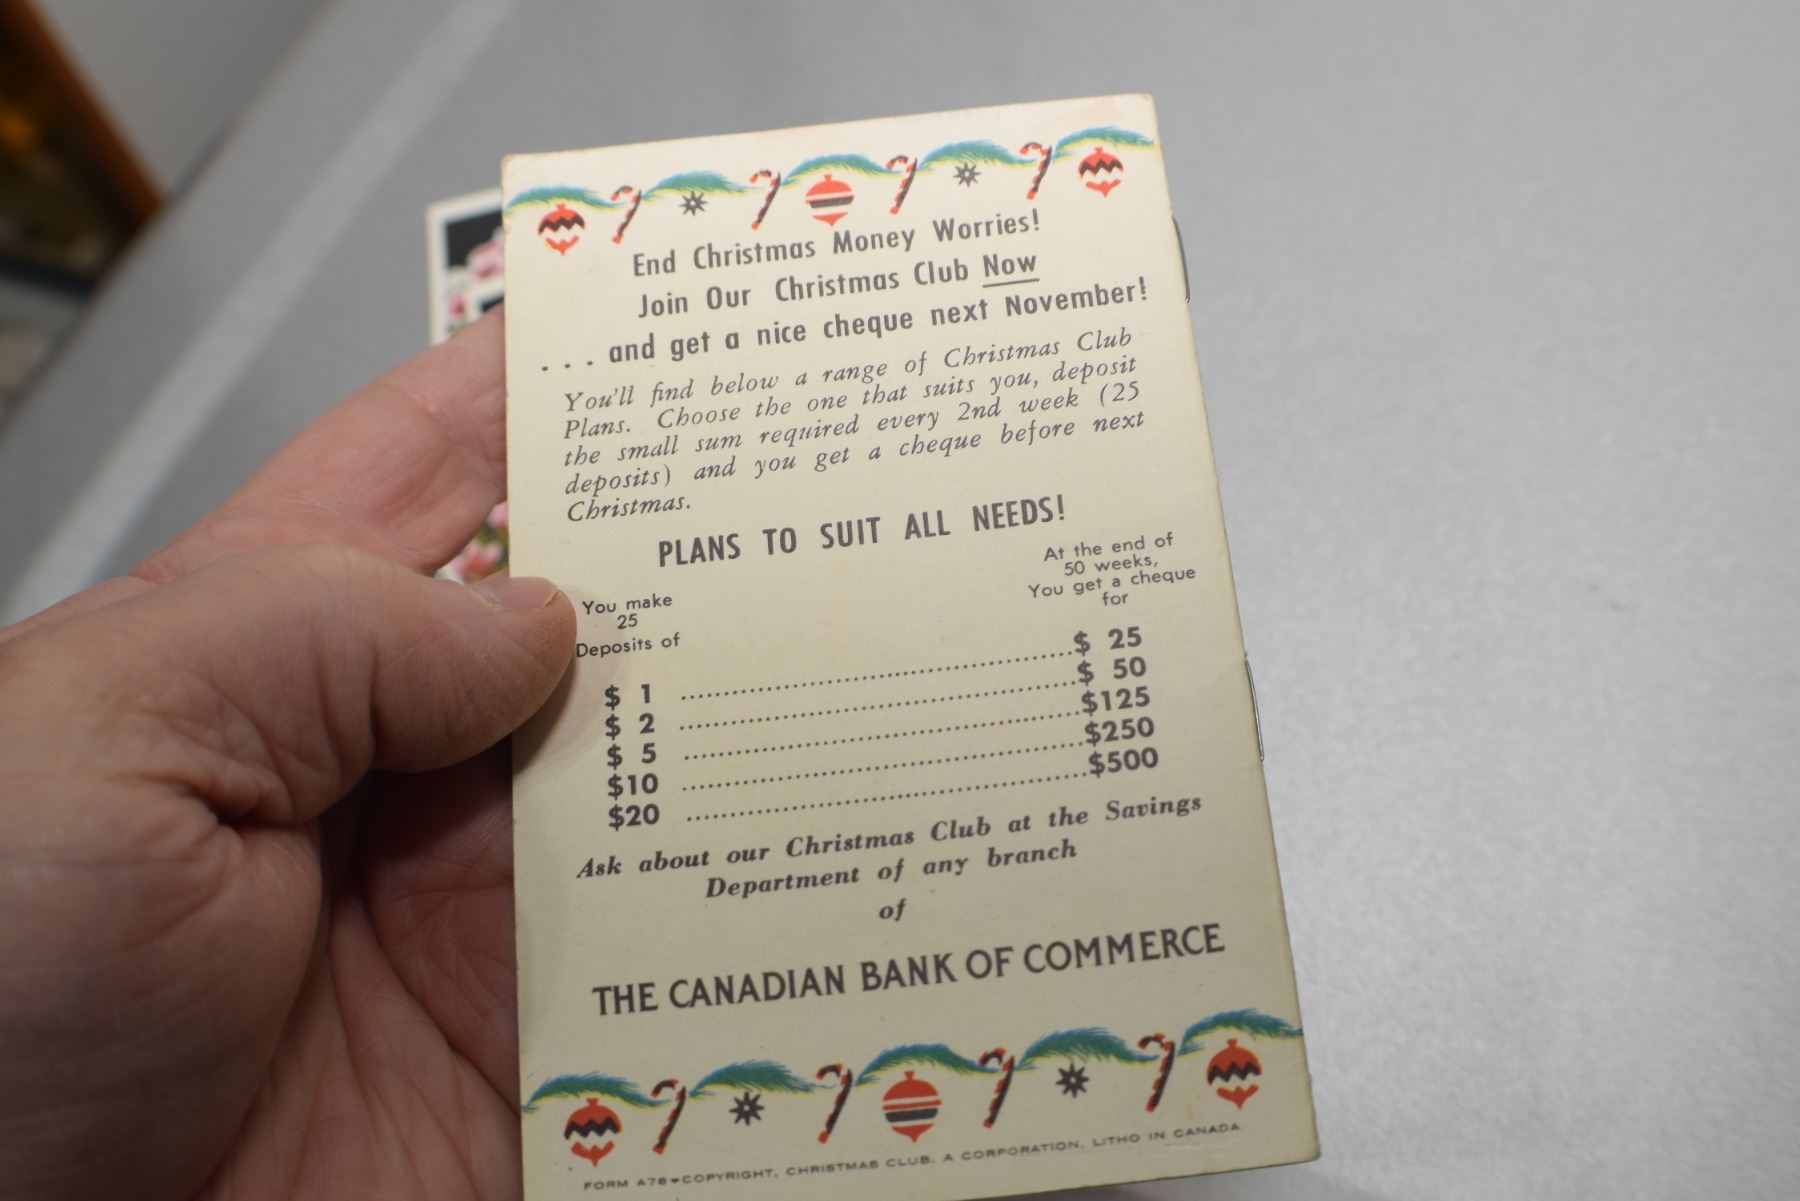 End Christmas Money Worries!
Join Our Christmas Club Now
. . . and get a nice cheque next November!
You'll find below a range of Christmas Club
Plans. Choose the one that suits you, deposit
the small sum required every 2nd week (25
deposits) and you get a cheque before next
Christmas.
PLANS TO SUIT ALL NEEDS!
You make
25
Deposits of
At the end of
50 weeks,
You get a cheque
for
$ 1 ........................................ $ 25
$ 2 ........................................ $ 50
$ 5 ........................................ $125
$10 ........................................ $250
$20 ........................................ $500
Ask about our Christmas Club at the Savings
Department of any branch
of
THE CANADIAN BANK OF COMMERCE
FORM A78 COPYRIGHT, CHRISTMAS CLUB. A CORPORATION, LITHO IN CANADA